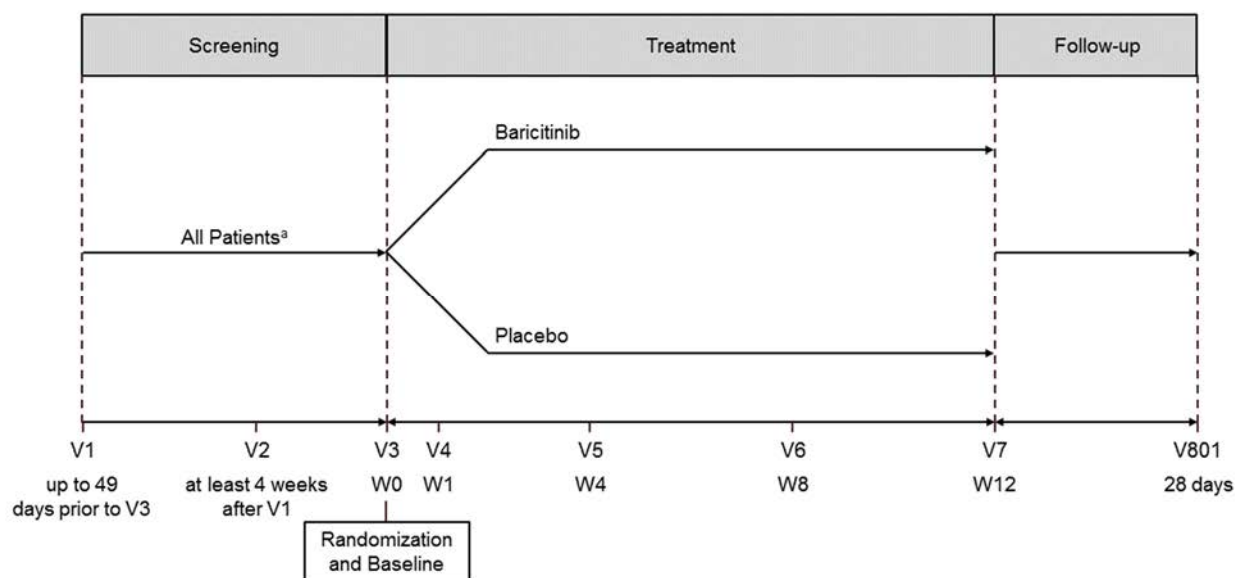 Screening
Treatment
Follow-up
Baricitinib
All Patientsª
Placebo
V1
V2
V3
V4
V5
V6
V7
V801
up to 49
days prior to V3
at least 4 weeks
after V1
W0
W1
W4
W8
W12
28 days
Randomization
and Baseline